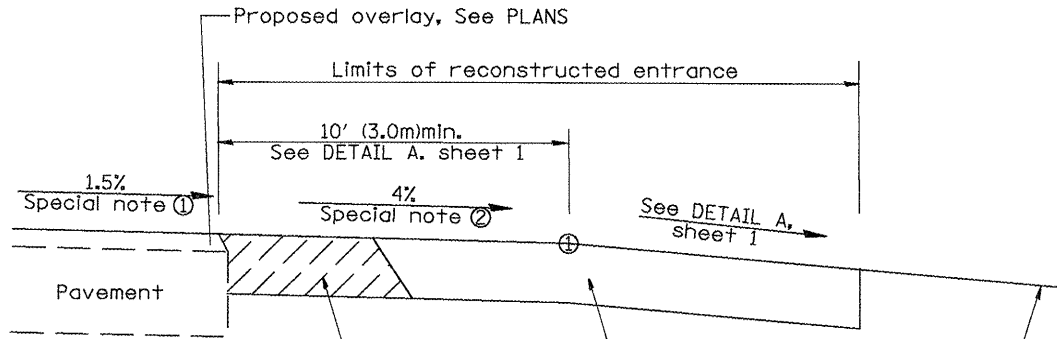 Proposed overlay, See PLANS
Limits of reconstructed entrance
10' (3.0m)min.
See DETAIL A. sheet 1
1.5%
Special note ①
4%
Special note ②
See DETAIL A,
sheet 1
①
Pavement